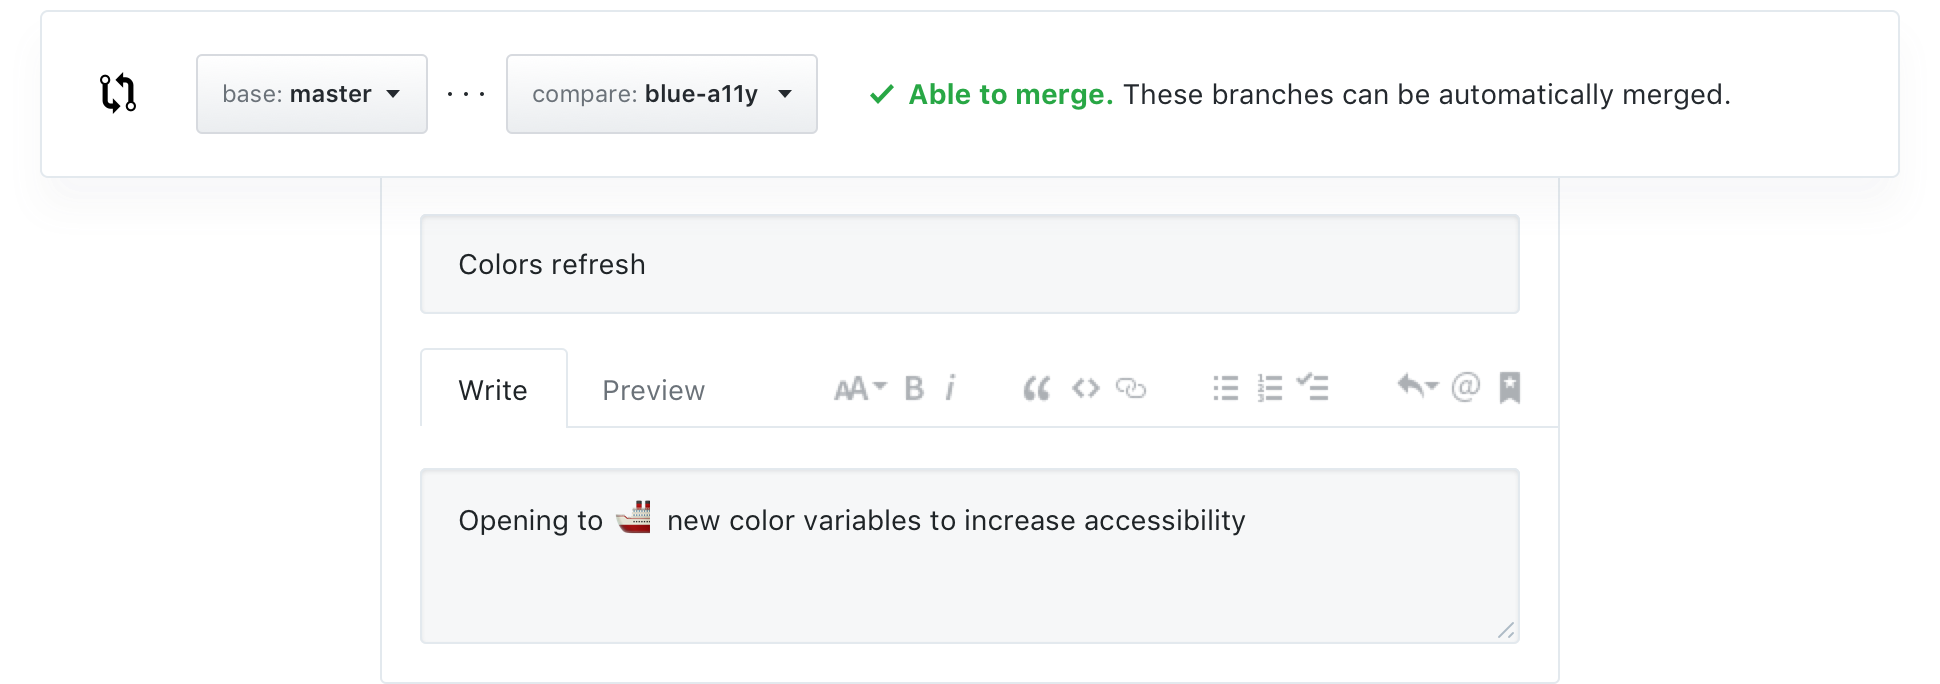 base: master ··· compare: blue-a11y ✓ Able to merge. These branches can be automatically merged.
Colors refresh
Write Preview AA B i “ <> @
Opening to 🚢 new color variables to increase accessibility